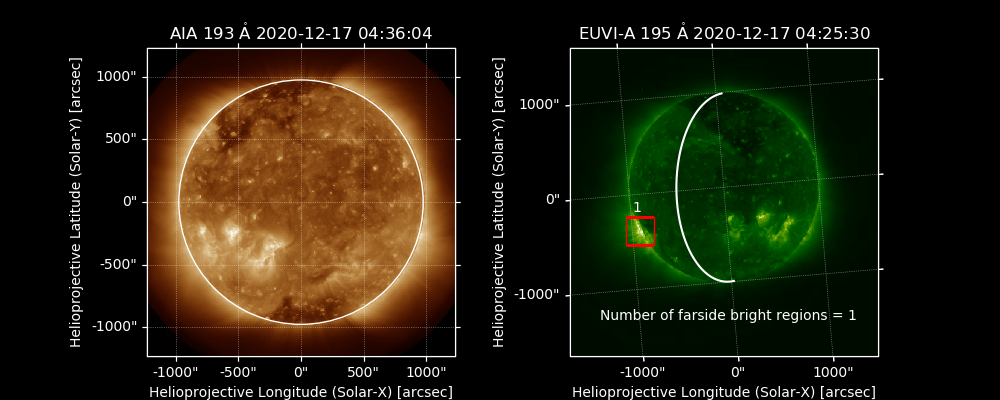 AIA 193 Å 2020-12-17 04:36:04
Helioprojective Latitude (Solar-Y) [arcsec]
1000"
500"
0"
-500"
-1000"
-1000"
-500"
0"
500"
1000"
Helioprojective Longitude (Solar-X) [arcsec]
EUVI-A 195 Å 2020-12-17 04:25:30
Helioprojective Latitude (Solar-Y) [arcsec]
1000"
0"
-1000"
1
Number of farside bright regions = 1
-1000"
0"
1000"
Helioprojective Longitude (Solar-X) [arcsec]